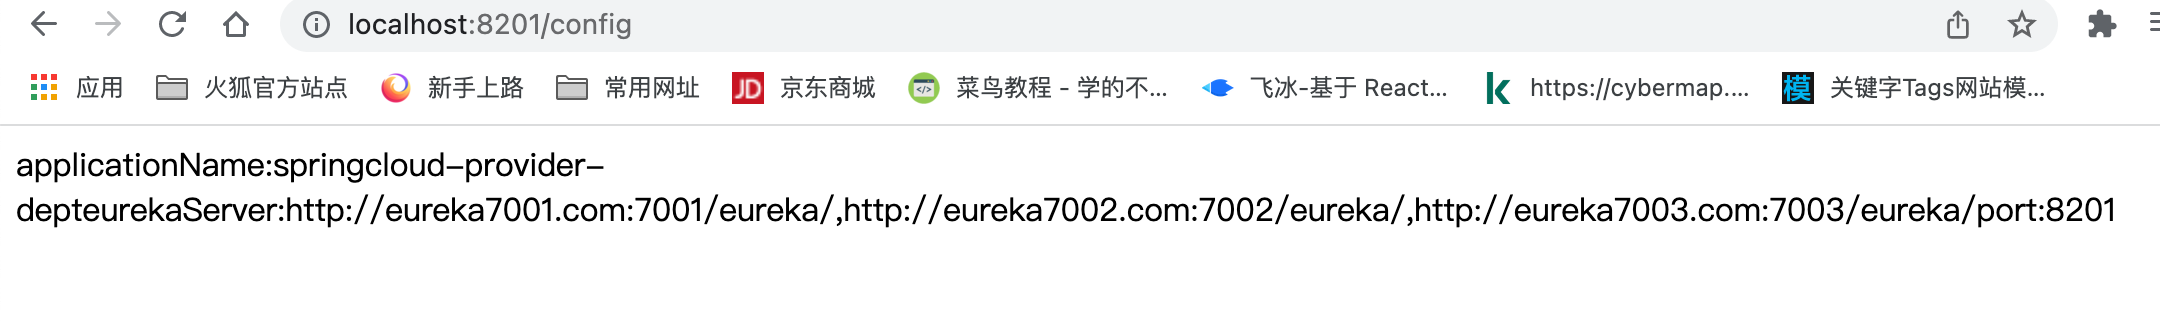 localhost:8201/config
应用 火狐官方站点 新手上路 常用网址 JD 京东商城 </> 菜鸟教程 - 学的不... 飞冰-基于 React... k https://cybermap.... 模 关键字Tags网站模...
applicationName:springcloud-provider-
depteurekaServer:http://eureka7001.com:7001/eureka/,http://eureka7002.com:7002/eureka/,http://eureka7003.com:7003/eureka/port:8201